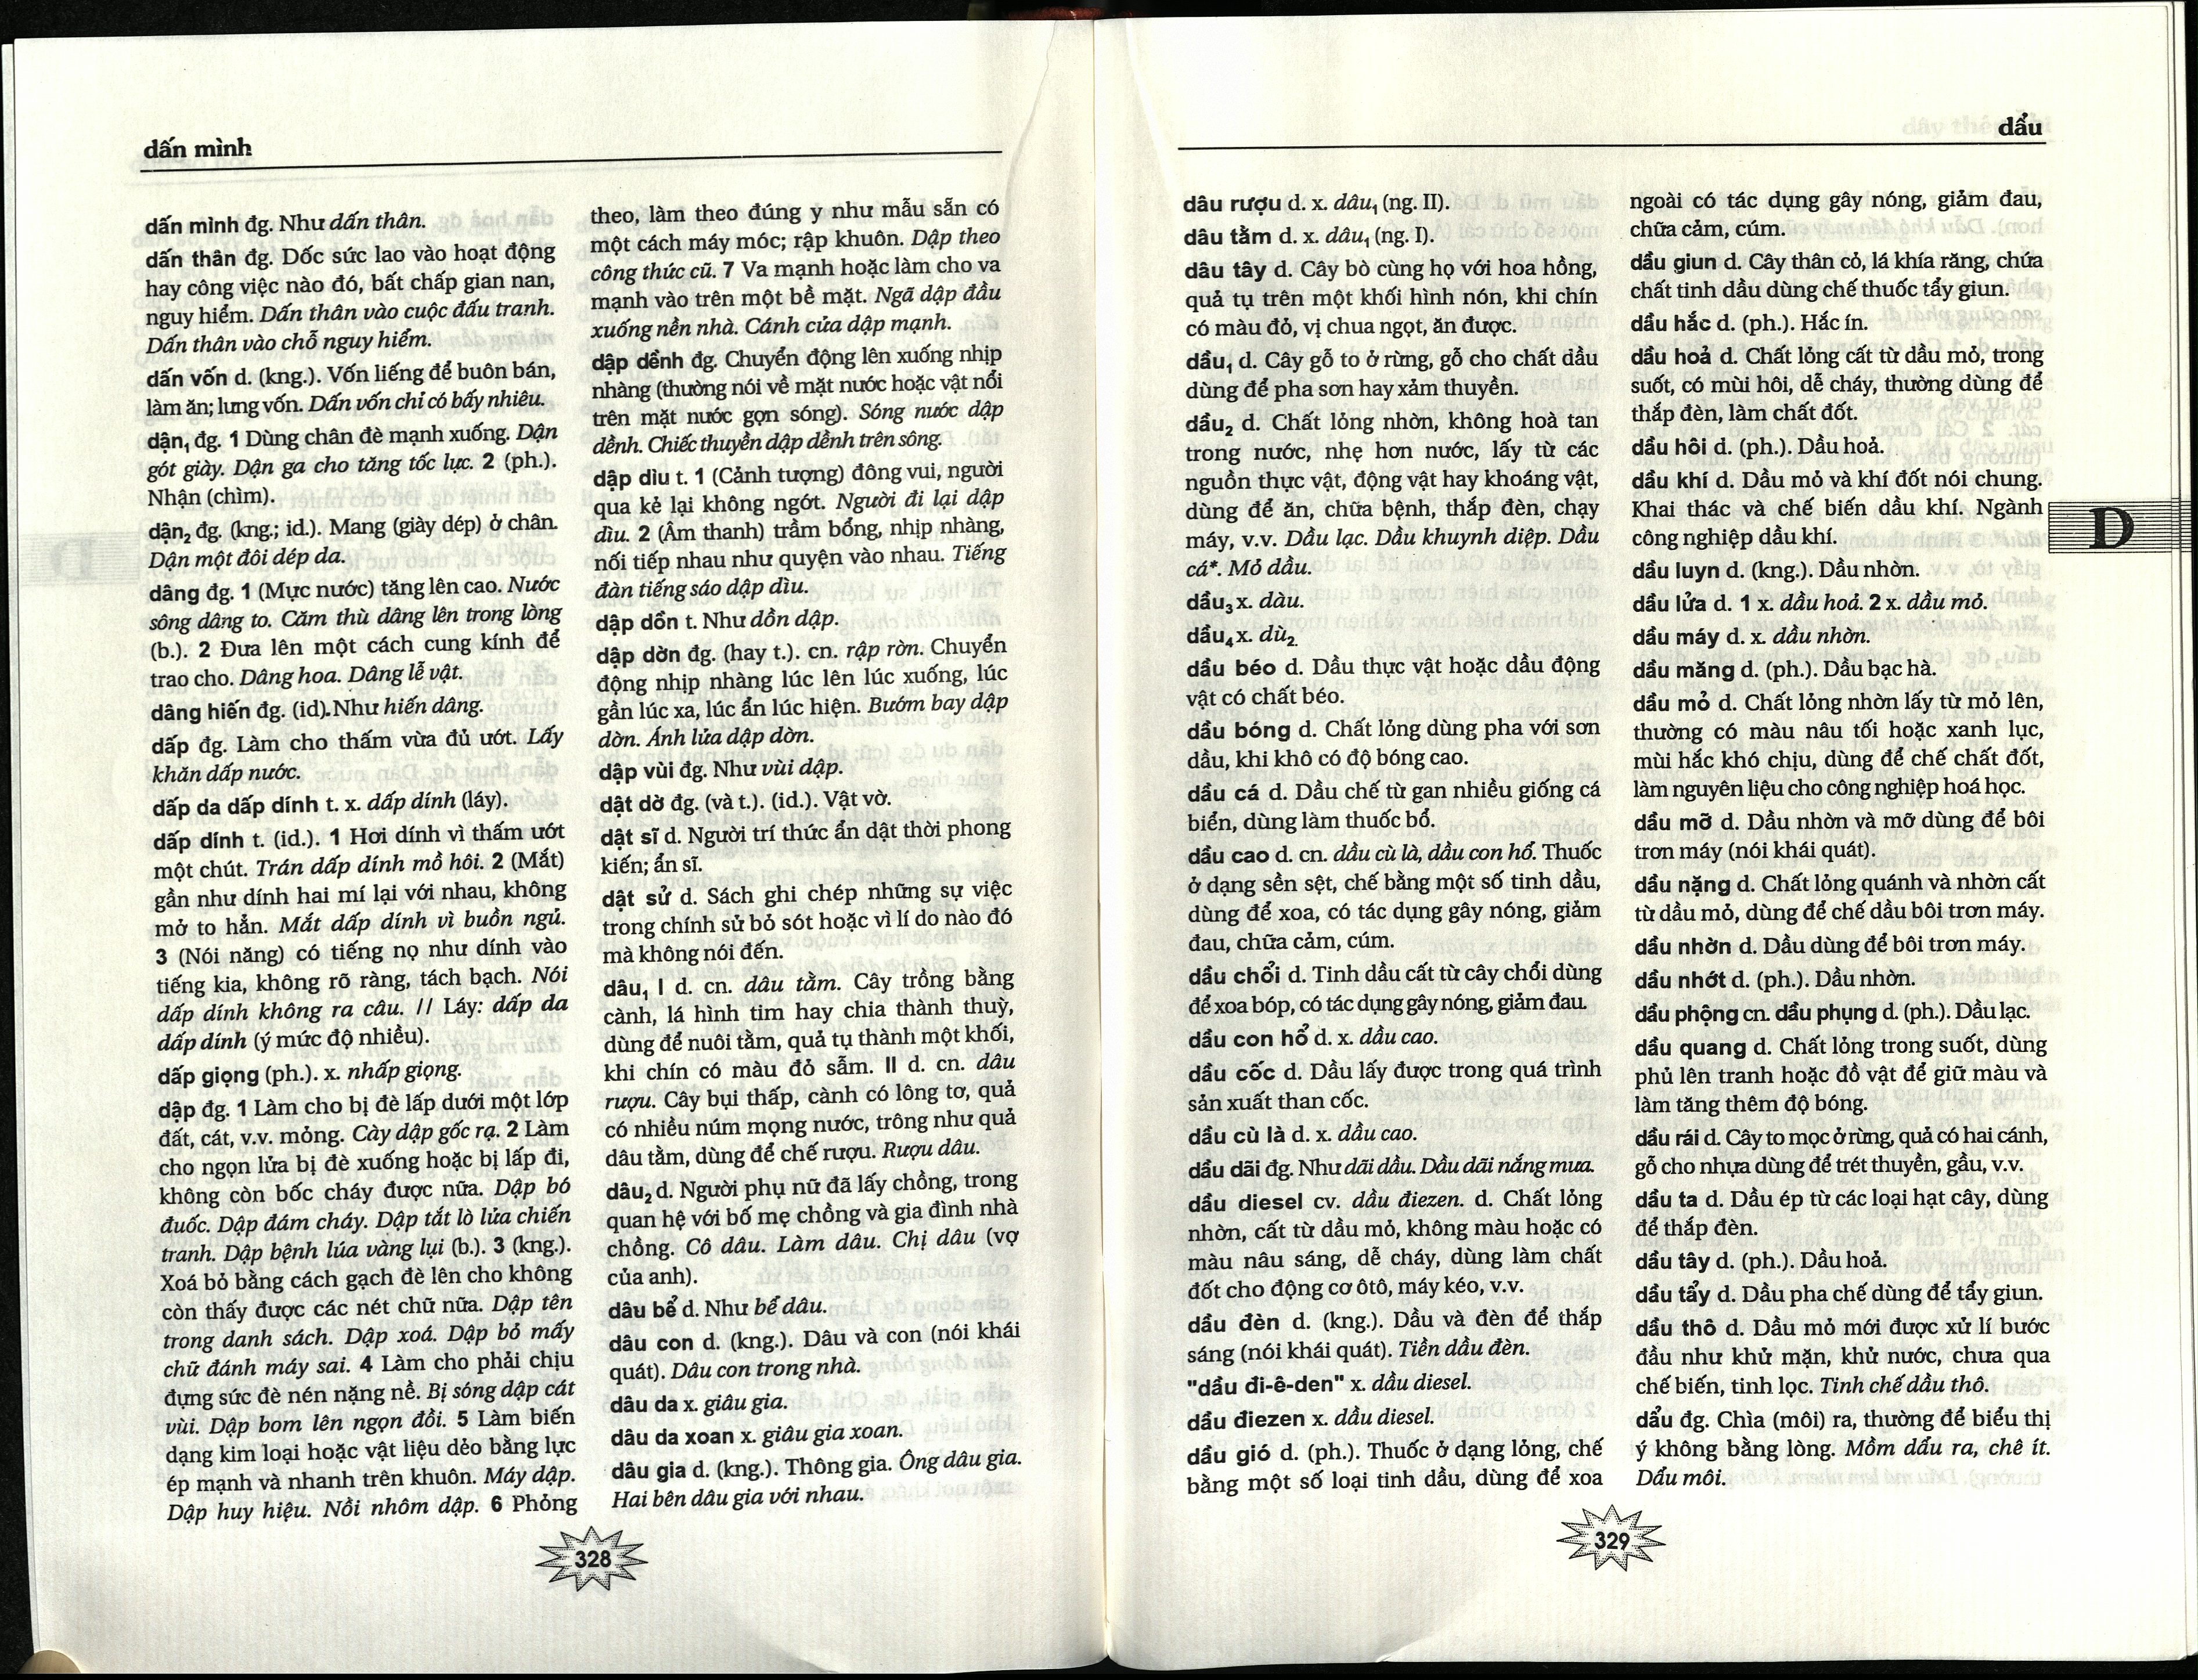 dấn mình
dấn mình đg. Như dấn thân.
dấn thân đg. Dốc sức lao vào hoạt động
hay công việc nào đó, bất chấp gian nan,
nguy hiểm. Dấn thân vào cuộc đấu tranh.
Dấn thân vào chỗ nguy hiểm.
dấn vốn d. (kng.). Vốn liếng để buôn bán,
làm ăn; lưng vốn. Dấn vốn chỉ có bấy nhiêu.
dận₁ đg. 1 Dùng chân đè mạnh xuống. Dận
gót giày. Dận ga cho tăng tốc lực. 2 (ph.).
Nhận (chìm).
dận₂ đg. (kng.; id.). Mang (giày dép) ở chân.
Dận một đôi dép da.
dâng đg. 1 (Mực nước) tăng lên cao. Nước
sông dâng to. Căm thù dâng lên trong lòng
(b.). 2 Đưa lên một cách cung kính để
trao cho. Dâng hoa. Dâng lễ vật.
dâng hiến đg. (id). Như hiến dâng.
dấp đg. Làm cho thấm vừa đủ ướt. Lấy
khăn dấp nước.
dấp da dấp dính t. x. dấp dính (láy).
dấp dính t. (id.). 1 Hơi dính vì thấm ướt
một chút. Trán dấp dính mồ hôi. 2 (Mắt)
gần như dính hai mí lại với nhau, không
mở to hẳn. Mắt dấp dính vì buồn ngủ.
3 (Nói năng) có tiếng nọ như dính vào
tiếng kia, không rõ ràng, tách bạch. Nói
dấp dính không ra câu. // Láy: dấp da
dấp dính (ý mức độ nhiều).
dấp giọng (ph.). x. nhấp giọng.
dập đg. 1 Làm cho bị đè lấp dưới một lớp
đất, cát, v.v. mỏng. Cày dập gốc rạ. 2 Làm
cho ngọn lửa bị đè xuống hoặc bị lấp đi,
không còn bốc cháy được nữa. Dập bó
đuốc. Dập đám cháy. Dập tắt lò lửa chiến
tranh. Dập bệnh lúa vàng lụi (b.). 3 (kng.).
Xoá bỏ bằng cách gạch đè lên cho không
còn thấy được các nét chữ nữa. Dập tên
trong danh sách. Dập xoá. Dập bỏ mấy
chữ đánh máy sai. 4 Làm cho phải chịu
đựng sức đè nén nặng nề. Bị sóng dập cát
vùi. Dập bom lên ngọn đồi. 5 Làm biến
dạng kim loại hoặc vật liệu dẻo bằng lực
ép mạnh và nhanh trên khuôn. Máy dập.
Dập huy hiệu. Nồi nhôm dập. 6 Phỏng
theo, làm theo đúng y như mẫu sẵn có
một cách máy móc; rập khuôn. Dập theo
công thức cũ. 7 Va mạnh hoặc làm cho va
mạnh vào trên một bề mặt. Ngã dập đầu
xuống nền nhà. Cánh cửa dập mạnh.
dập dềnh đg. Chuyển động lên xuống nhịp
nhàng (thường nói về mặt nước hoặc vật nổi
trên mặt nước gợn sóng). Sóng nước dập
dềnh. Chiếc thuyền dập dềnh trên sông.
dập dìu t. 1 (Cảnh tượng) đông vui, người
qua kẻ lại không ngớt. Người đi lại dập
dìu. 2 (Âm thanh) trầm bổng, nhịp nhàng,
nối tiếp nhau như quyện vào nhau. Tiếng
đàn tiếng sáo dập dìu.
dập dồn t. Như dồn dập.
dập dờn đg. (hay t.). cn. rập rờn. Chuyển
động nhịp nhàng lúc lên lúc xuống, lúc
gần lúc xa, lúc ẩn lúc hiện. Bướm bay dập
dờn. Ánh lửa dập dờn.
dập vùi đg. Như vùi dập.
dật dờ đg. (và t.). (id.). Vật vờ.
dật sĩ d. Người trí thức ẩn dật thời phong
kiến; ẩn sĩ.
dật sử d. Sách ghi chép những sự việc
trong chính sử bỏ sót hoặc vì lí do nào đó
mà không nói đến.
dâu₁ I d. cn. dâu tằm. Cây trồng bằng
cành, lá hình tim hay chia thành thuỳ,
dùng để nuôi tằm, quả tụ thành một khối,
khi chín có màu đỏ sẫm. II d. cn. dâu
rượu. Cây bụi thấp, cành có lông tơ, quả
có nhiều núm mọng nước, trông như quả
dâu tằm, dùng để chế rượu. Rượu dâu.
dâu₂ d. Người phụ nữ đã lấy chồng, trong
quan hệ với bố mẹ chồng và gia đình nhà
chồng. Cô dâu. Làm dâu. Chị dâu (vợ
của anh).
dâu bể d. Như bể dâu.
dâu con d. (kng.). Dâu và con (nói khái
quát). Dâu con trong nhà.
dâu da x. giâu gia.
dâu da xoan x. giâu gia xoan.
dâu gia d. (kng.). Thông gia. Ông dâu gia.
Hai bên dâu gia với nhau.
328
dẩu
dâu rượu d. x. dâu₁ (ng. II).
dâu tằm d. x. dâu₁ (ng. I).
dâu tây d. Cây bò cùng họ với hoa hồng,
quả tụ trên một khối hình nón, khi chín
có màu đỏ, vị chua ngọt, ăn được.
dầu₁ d. Cây gỗ to ở rừng, gỗ cho chất dầu
dùng để pha sơn hay xảm thuyền.
dầu₂ d. Chất lỏng nhờn, không hoà tan
trong nước, nhẹ hơn nước, lấy từ các
nguồn thực vật, động vật hay khoáng vật,
dùng để ăn, chữa bệnh, thắp đèn, chạy
máy, v.v. Dầu lạc. Dầu khuynh diệp. Dầu
cá*. Mỏ dầu.
dầu₃ x. dàu.
dầu₄ x. dù₂.
dầu béo d. Dầu thực vật hoặc dầu động
vật có chất béo.
dầu bóng d. Chất lỏng dùng pha với sơn
dầu, khi khô có độ bóng cao.
dầu cá d. Dầu chế từ gan nhiều giống cá
biển, dùng làm thuốc bổ.
dầu cao d. cn. dầu cù là, dầu con hổ. Thuốc
ở dạng sền sệt, chế bằng một số tinh dầu,
dùng để xoa, có tác dụng gây nóng, giảm
đau, chữa cảm, cúm.
dầu chổi d. Tinh dầu cất từ cây chổi dùng
để xoa bóp, có tác dụng gây nóng, giảm đau.
dầu con hổ d. x. dầu cao.
dầu cốc d. Dầu lấy được trong quá trình
sản xuất than cốc.
dầu cù là d. x. dầu cao.
dầu dãi đg. Như dãi dầu. Dầu dãi nắng mưa.
dầu diesel cv. dầu điezen. d. Chất lỏng
nhờn, cất từ dầu mỏ, không màu hoặc có
màu nâu sáng, dễ cháy, dùng làm chất
đốt cho động cơ ôtô, máy kéo, v.v.
dầu đèn d. (kng.). Dầu và đèn để thắp
sáng (nói khái quát). Tiền dầu đèn.
"dầu đi-ê-den" x. dầu diesel.
dầu điezen x. dầu diesel.
dầu gió d. (ph.). Thuốc ở dạng lỏng, chế
bằng một số loại tinh dầu, dùng để xoa
ngoài có tác dụng gây nóng, giảm đau,
chữa cảm, cúm.
dầu giun d. Cây thân cỏ, lá khía răng, chứa
chất tinh dầu dùng chế thuốc tẩy giun.
dầu hắc d. (ph.). Hắc ín.
dầu hoả d. Chất lỏng cất từ dầu mỏ, trong
suốt, có mùi hôi, dễ cháy, thường dùng để
thắp đèn, làm chất đốt.
dầu hôi d. (ph.). Dầu hoả.
dầu khí d. Dầu mỏ và khí đốt nói chung.
Khai thác và chế biến dầu khí. Ngành
công nghiệp dầu khí.
dầu luyn d. (kng.). Dầu nhờn.
dầu lửa d. 1 x. dầu hoả. 2 x. dầu mỏ.
dầu máy d. x. dầu nhờn.
dầu măng d. (ph.). Dầu bạc hà.
dầu mỏ d. Chất lỏng nhờn lấy từ mỏ lên,
thường có màu nâu tối hoặc xanh lục,
mùi hắc khó chịu, dùng để chế chất đốt,
làm nguyên liệu cho công nghiệp hoá học.
dầu mỡ d. Dầu nhờn và mỡ dùng để bôi
trơn máy (nói khái quát).
dầu nặng d. Chất lỏng quánh và nhờn cất
từ dầu mỏ, dùng để chế dầu bôi trơn máy.
dầu nhờn d. Dầu dùng để bôi trơn máy.
dầu nhớt d. (ph.). Dầu nhờn.
dầu phộng cn. dầu phụng d. (ph.). Dầu lạc.
dầu quang d. Chất lỏng trong suốt, dùng
phủ lên tranh hoặc đồ vật để giữ màu và
làm tăng thêm độ bóng.
dầu rái d. Cây to mọc ở rừng, quả có hai cánh,
gỗ cho nhựa dùng để trét thuyền, gầu, v.v.
dầu ta d. Dầu ép từ các loại hạt cây, dùng
để thắp đèn.
dầu tây d. (ph.). Dầu hoả.
dầu tẩy d. Dầu pha chế dùng để tẩy giun.
dầu thô d. Dầu mỏ mới được xử lí bước
đầu như khử mặn, khử nước, chưa qua
chế biến, tinh lọc. Tinh chế dầu thô.
dẩu đg. Chìa (môi) ra, thường để biểu thị
ý không bằng lòng. Mồm dẩu ra, chê ít.
Dẩu môi.
D
329